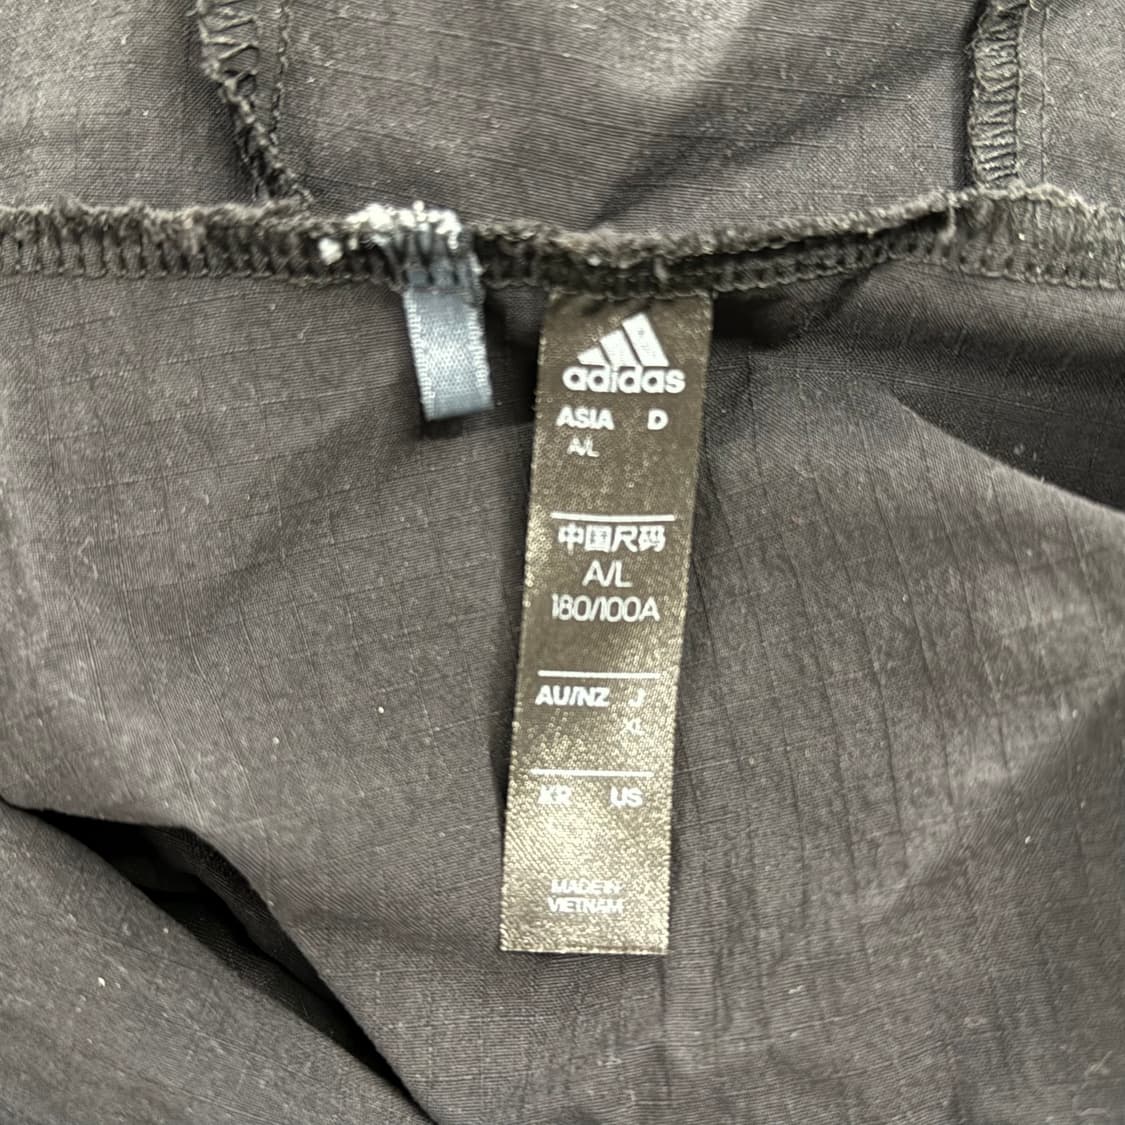 adidas
ASIA D
A/L
中国尺码
A/L
180/100A
AU/NZ J
XL
KR US
MADE IN
VIETNAM